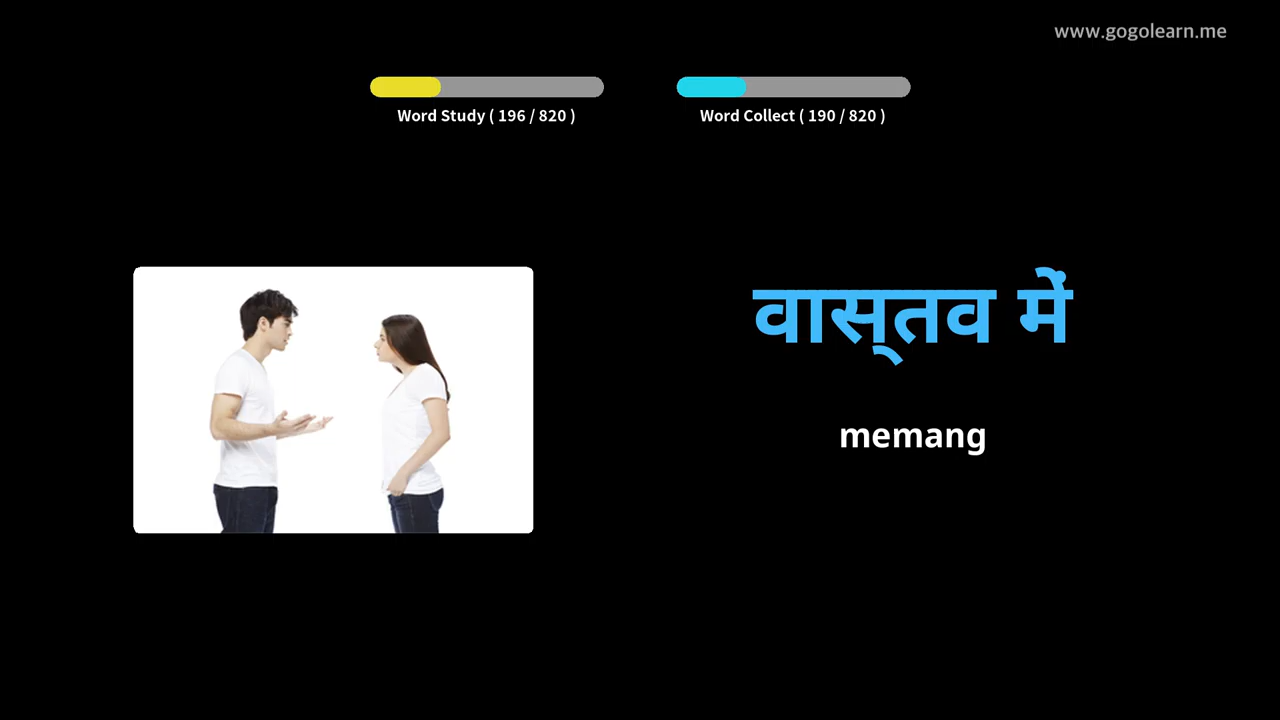 www.gogolearn.me
Word Study ( 196 / 820 )
Word Collect ( 190 / 820 )
वास्तव में
memang